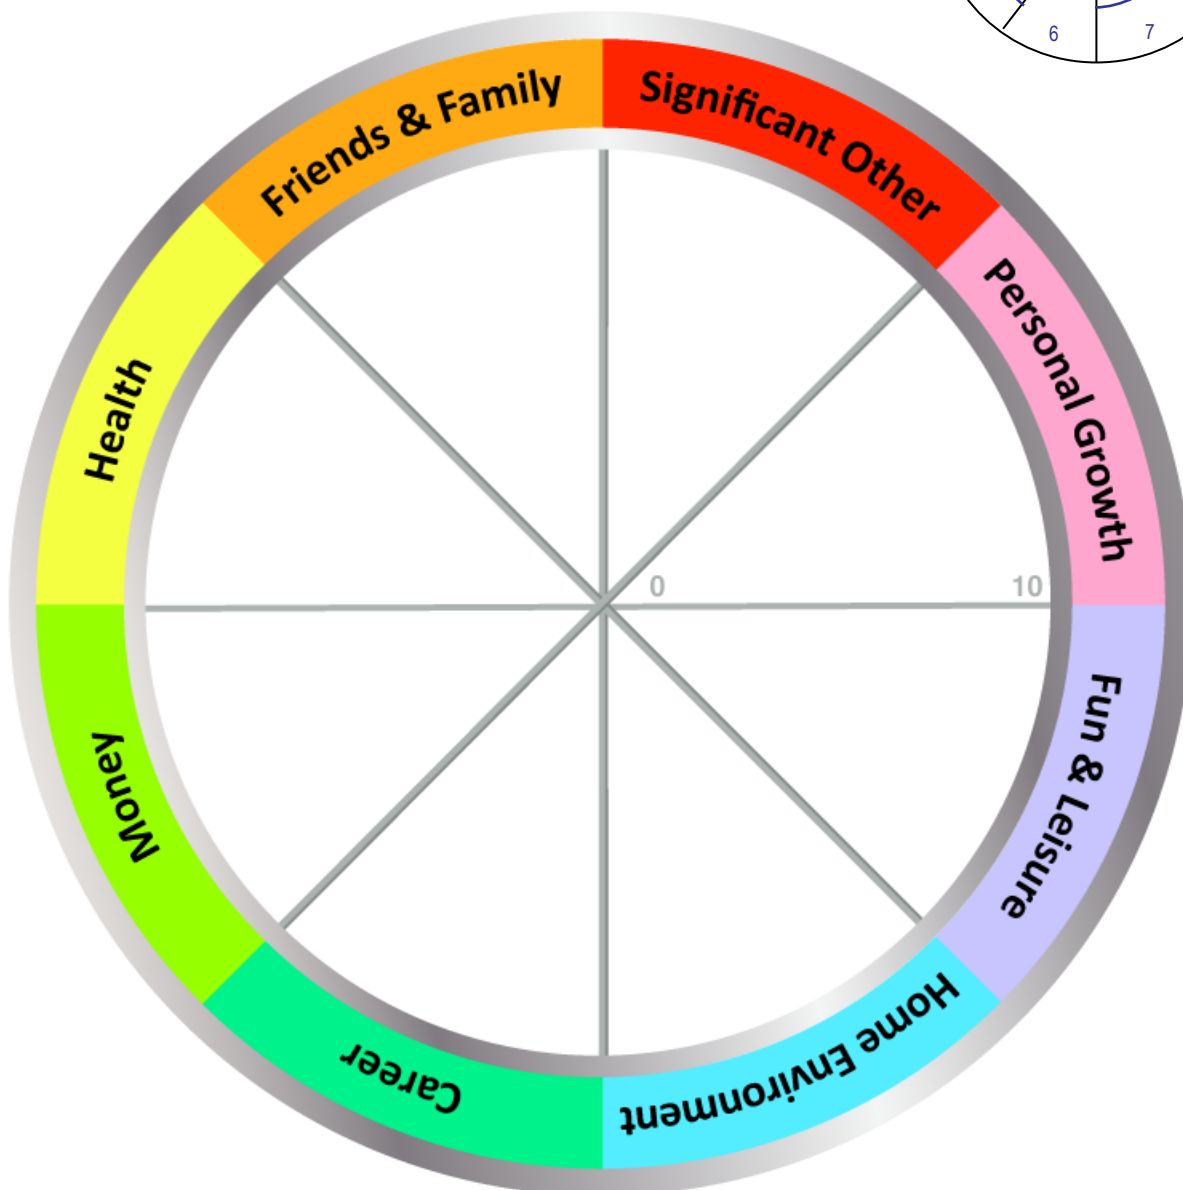 6
7
Significant Other
Personal Growth
Fun & Leisure
Home Environment
Career
Money
Health
Friends & Family
0
10